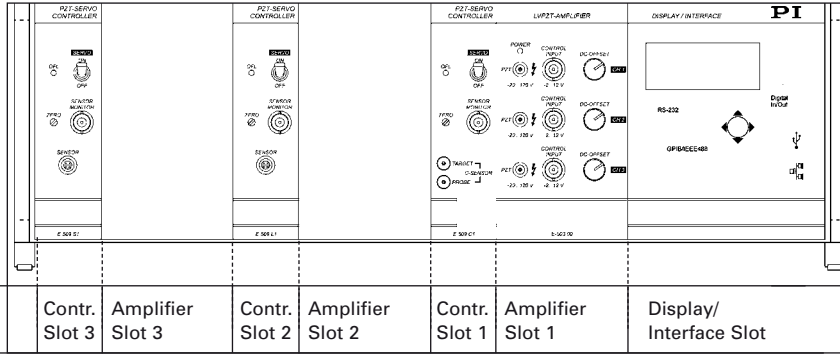 PZT-SERVO
CONTROLLER
SERVO
ON
OFL
OFF
SENSOR
MONITOR
ZERO
SENSOR
E 509 S1
PZT-SERVO
CONTROLLER
SERVO
ON
OFL
OFF
SENSOR
MONITOR
ZERO
SENSOR
E 509 L1
PZT-SERVO
CONTROLLER
SERVO
ON
OFL
OFF
SENSOR
MONITOR
ZERO
TARGET
C-SENSOR
PROBE
E 509 C1
LVPZT-AMPLIFIER
POWER
CONTROL
INPUT
DC-OFFSET
PZT
CH 1
-20.. 120 V
-2.. 12 V
CONTROL
INPUT
DC-OFFSET
PZT
CH 2
-20.. 120 V
-2.. 12 V
CONTROL
INPUT
DC-OFFSET
PZT
-20.. 120 V
-2.. 12 V
E-503 00
DISPLAY / INTERFACE
PI
Digital
In/Out
RS-232
GPIB/IEEE488
Contr.
Slot 3
Amplifier
Slot 3
Contr.
Slot 2
Amplifier
Slot 2
Contr.
Slot 1
Amplifier
Slot 1
Display/
Interface Slot